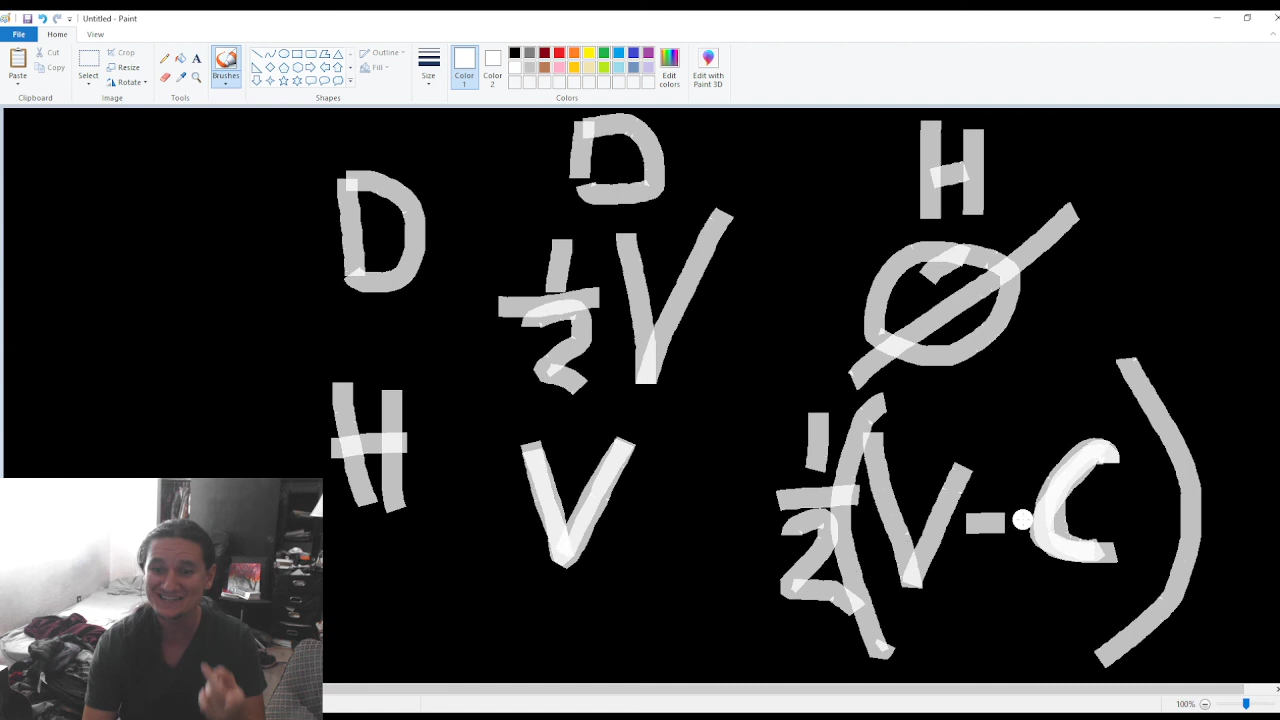 Untitled - Paint
File Home View
Paste Cut Copy Select Crop Resize Rotate A Brushes Outline Fill Size Color 1 Color 2 Edit colors Edit with Paint 3D
Clipboard Image Tools Shapes Colors
D H
D 1/2 V ∅
H V 1/2 (V - C)
100%